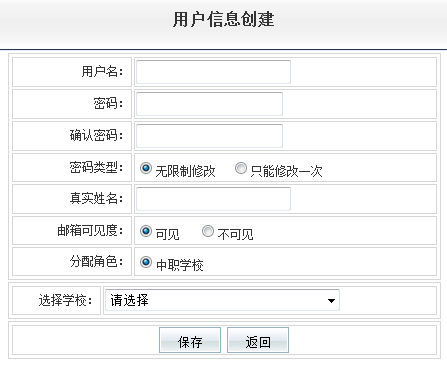 用户信息创建
用户名：
密码：
确认密码：
密码类型： 无限制修改 只能修改一次
真实姓名：
邮箱可见度： 可见 不可见
分配角色： 中职学校
选择学校： 请选择
保存 返回